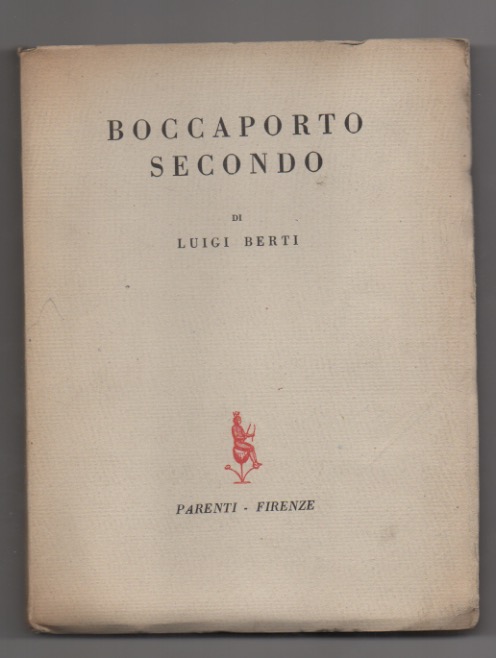 BOCCAPORTO
SECONDO
DI
LUIGI BERTI
PARENTI - FIRENZE